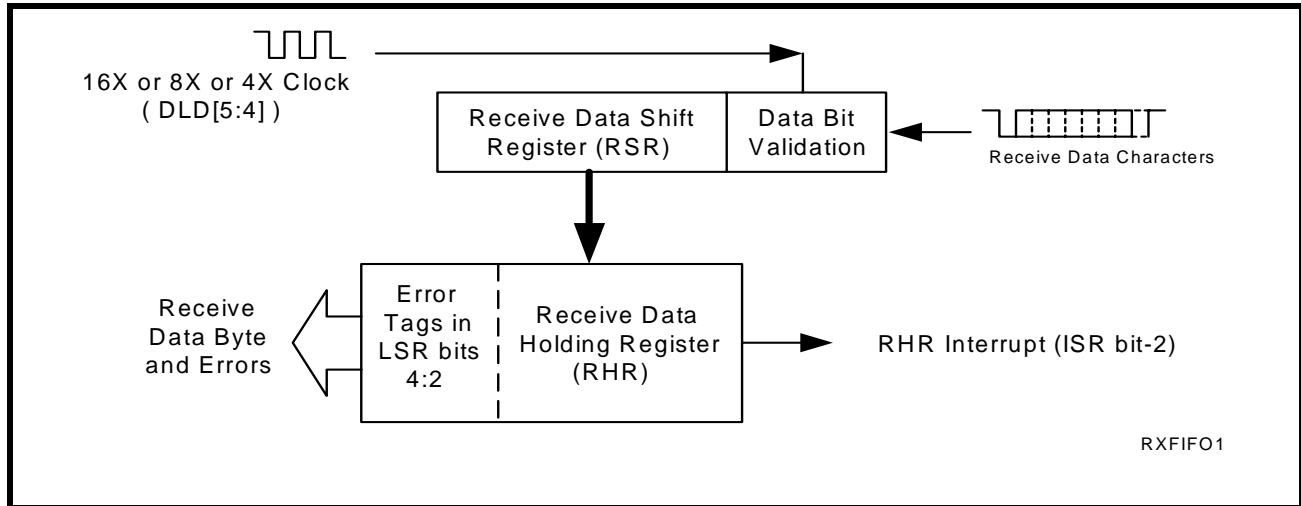 16X or 8X or 4X Clock
( DLD[5:4] )
Receive Data Shift
Register (RSR)
Data Bit
Validation
Receive Data Characters
Receive
Data Byte
and Errors
Error
Tags in
LSR bits
4:2
Receive Data
Holding Register
(RHR)
RHR Interrupt (ISR bit-2)
RXFIFO1